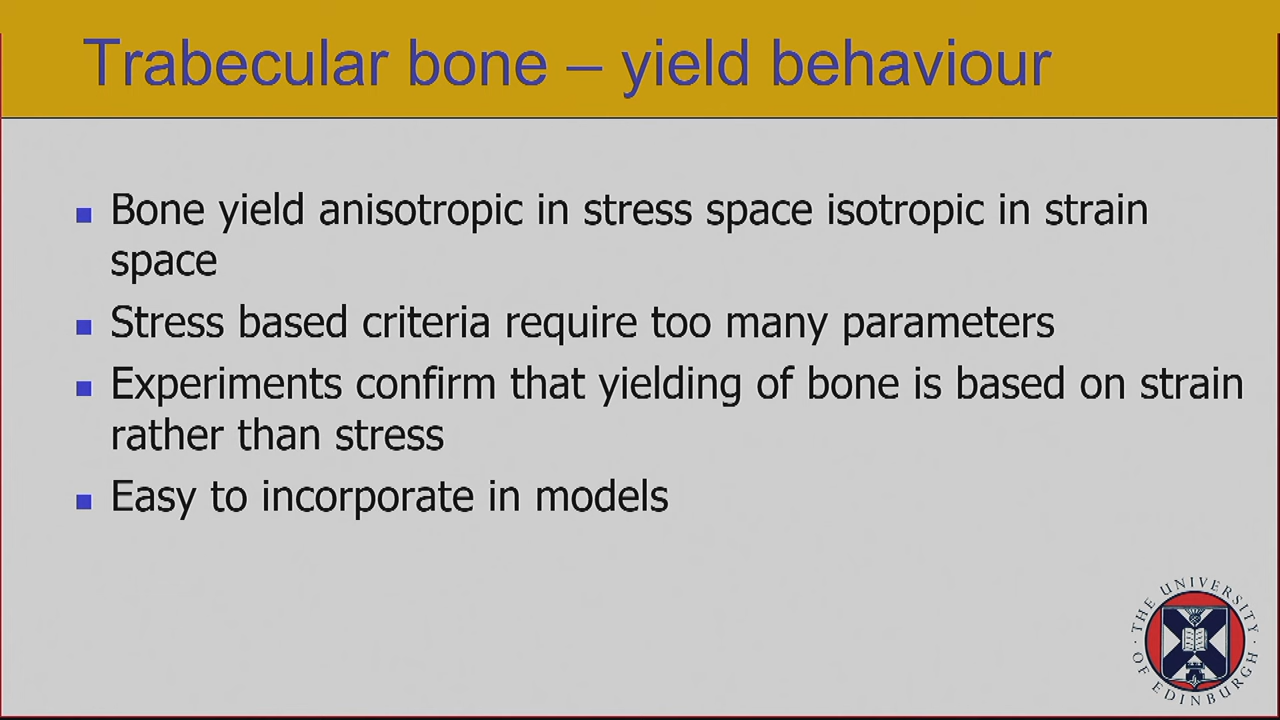 Trabecular bone – yield behaviour
Bone yield anisotropic in stress space isotropic in strain
space
Stress based criteria require too many parameters
Experiments confirm that yielding of bone is based on strain
rather than stress
Easy to incorporate in models
THE UNIVERSITY
OF EDINBURGH